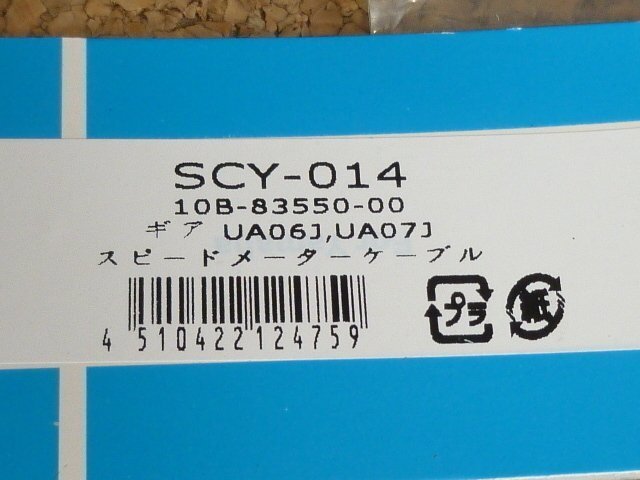 SCY-014
10B-83550-00
ギア UA06J,UA07J
スピードメーターケーブル
4 510422 124759
プラ
紙